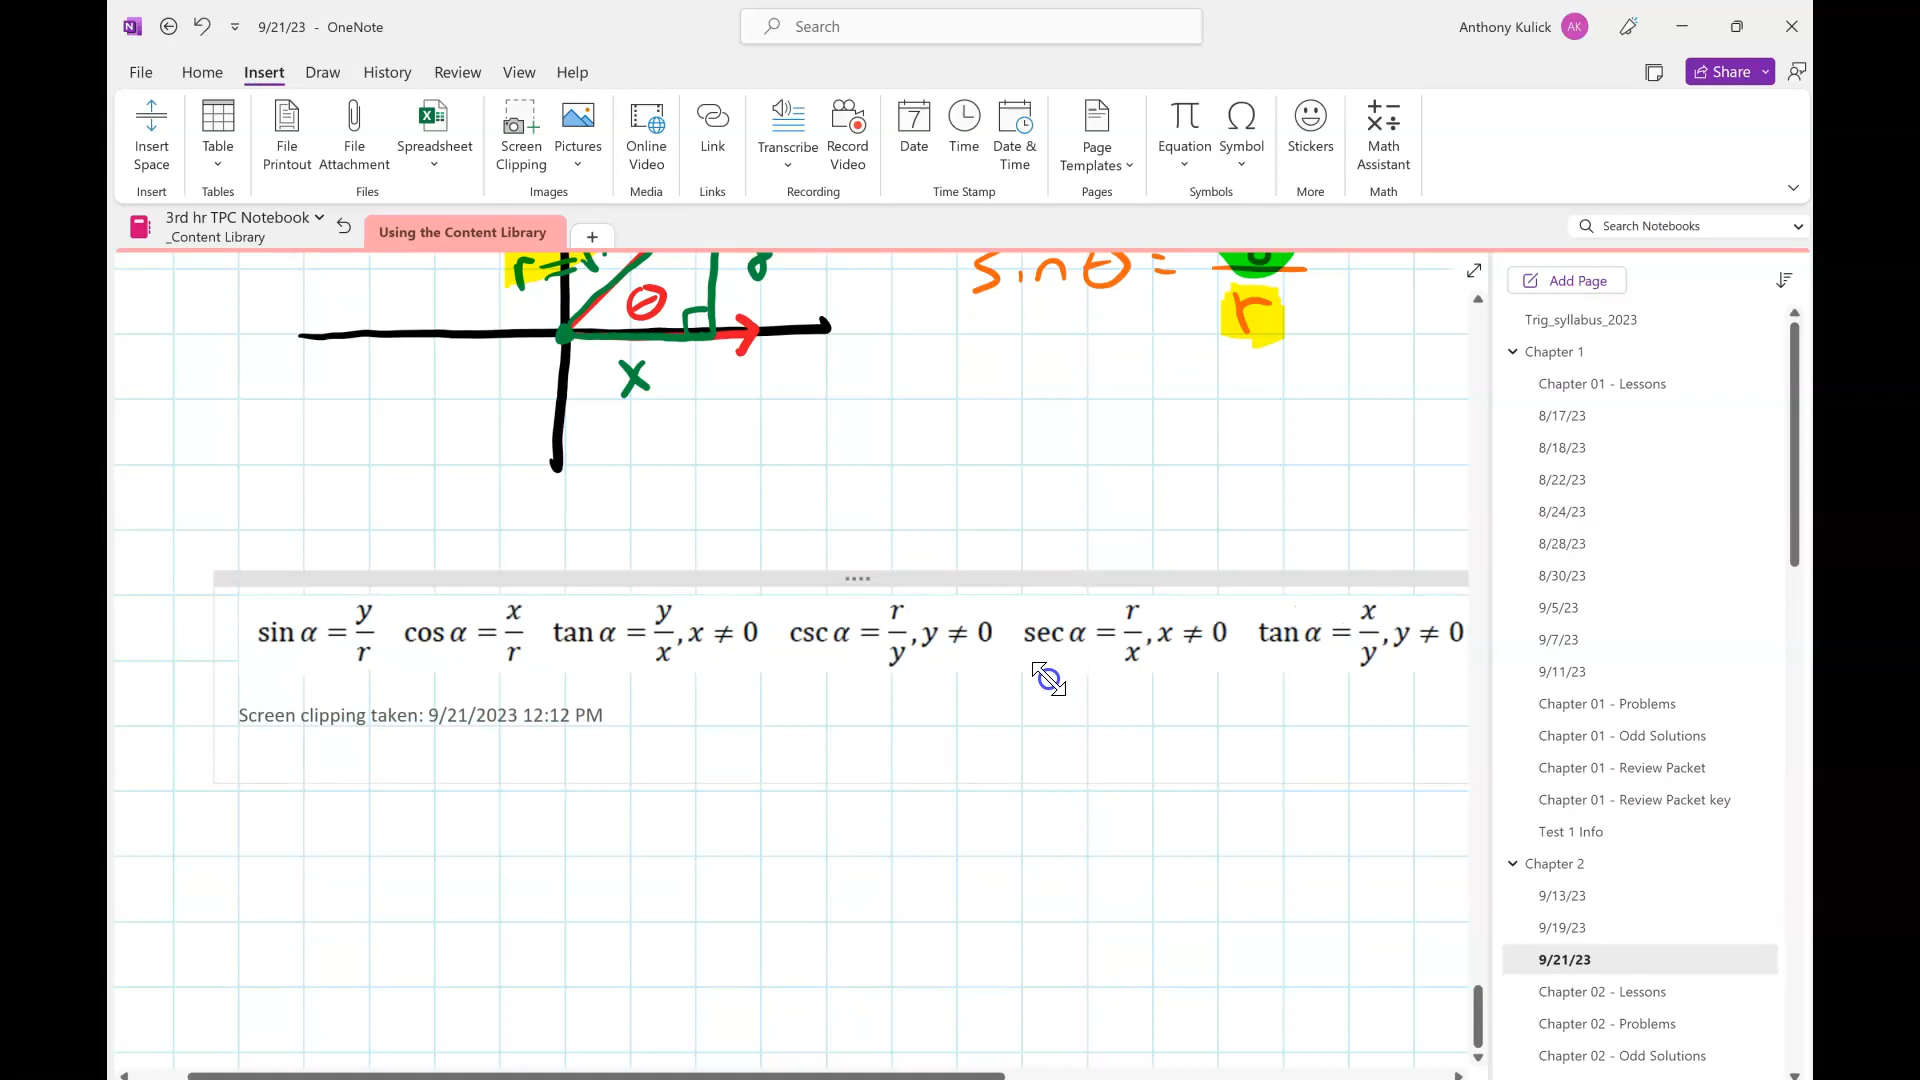 9/21/23 - OneNote
Search
Anthony Kulick AK
File Home Insert Draw History Review View Help
Share
Insert Space
Table
File Printout
File Attachment
Spreadsheet
Screen Clipping
Pictures
Online Video
Link
Transcribe
Record Video
Date
Time
Date & Time
Page Templates
Equation
Symbol
Stickers
Math Assistant
Insert Tables Files Images Media Links Recording Time Stamp Pages Symbols More Math
3rd hr TPC Notebook
_Content Library
Using the Content Library
Search Notebooks
θ
x
sin θ =
r
sin α = y/r cos α = x/r tan α = y/x, x ≠ 0 csc α = r/y, y ≠ 0 sec α = r/x, x ≠ 0 tan α = x/y, y ≠ 0
Screen clipping taken: 9/21/2023 12:12 PM
Add Page
Trig_syllabus_2023
Chapter 1
Chapter 01 - Lessons
8/17/23
8/18/23
8/22/23
8/24/23
8/28/23
8/30/23
9/5/23
9/7/23
9/11/23
Chapter 01 - Problems
Chapter 01 - Odd Solutions
Chapter 01 - Review Packet
Chapter 01 - Review Packet key
Test 1 Info
Chapter 2
9/13/23
9/19/23
9/21/23
Chapter 02 - Lessons
Chapter 02 - Problems
Chapter 02 - Odd Solutions